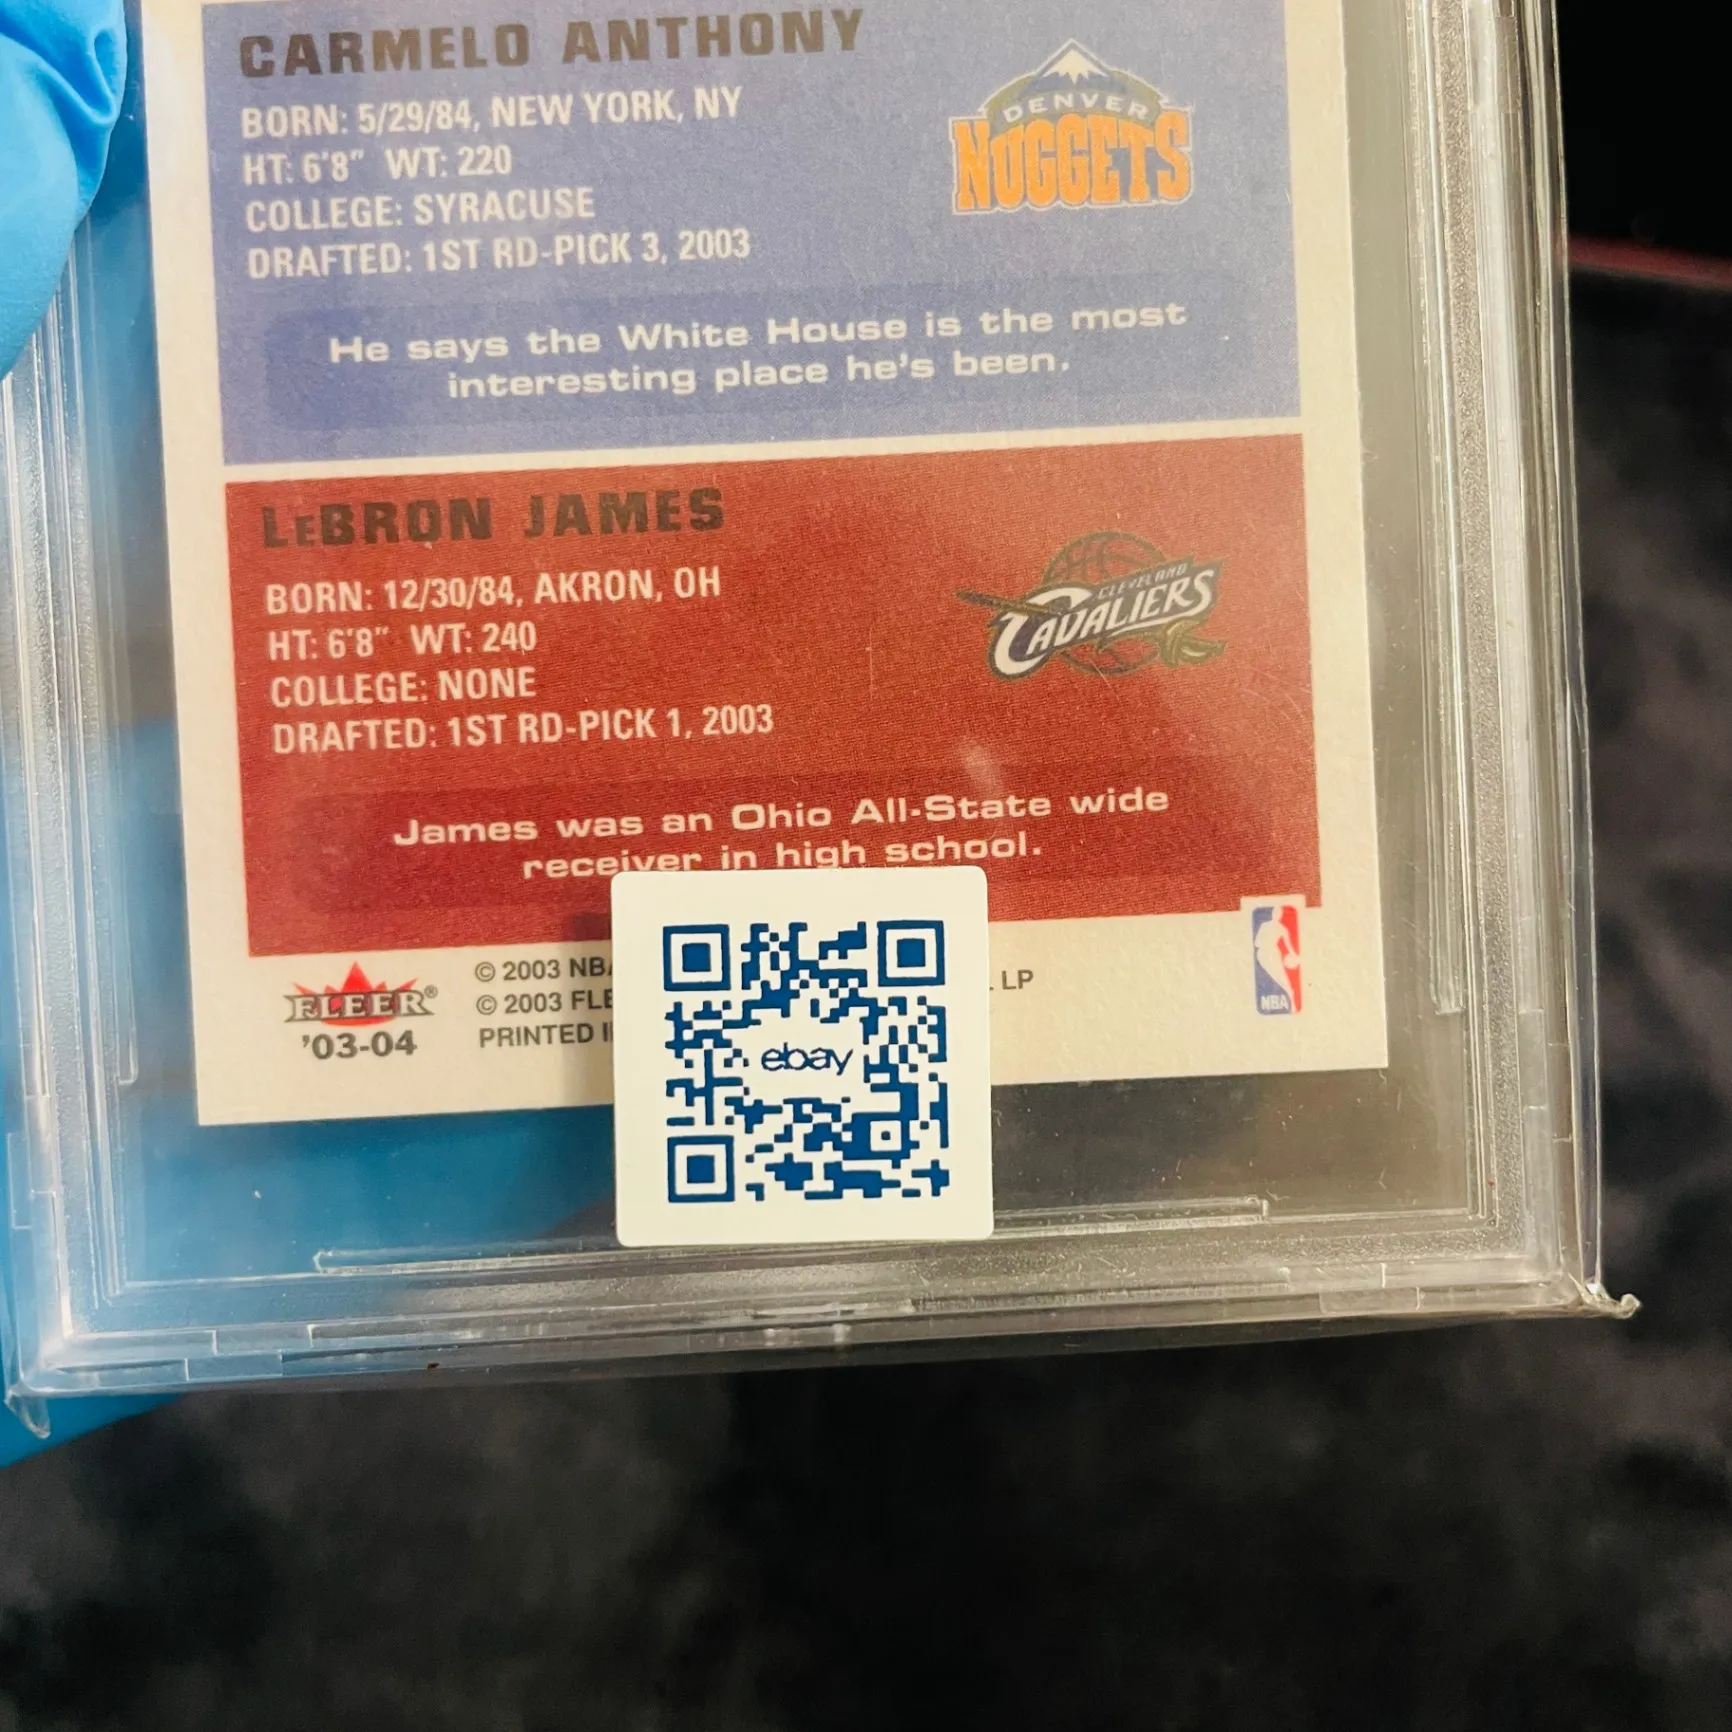 CARMELO ANTHONY
BORN: 5/29/84, NEW YORK, NY
HT: 6'8" WT: 220
COLLEGE: SYRACUSE
DRAFTED: 1ST RD-PICK 3, 2003
DENVER
NUGGETS
He says the White House is the most
interesting place he's been.
LEBRON JAMES
BORN: 12/30/84, AKRON, OH
HT: 6'8" WT: 240
COLLEGE: NONE
DRAFTED: 1ST RD-PICK 1, 2003
CLEVELAND
CAVALIERS
James was an Ohio All-State wide
receiver in high school.
FLEER®
'03-04
© 2003 NBA
© 2003 FLE
PRINTED
LP
ebay
NBA